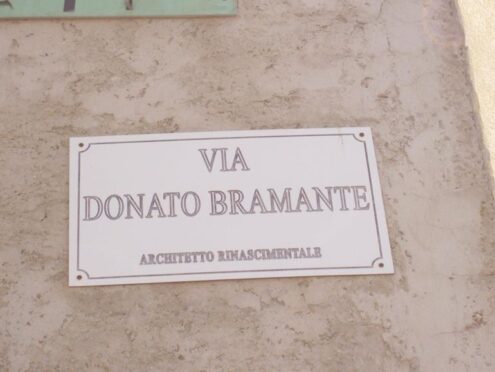 VIA
DONATO BRAMANTE
ARCHITETTO RINASCIMENTALE